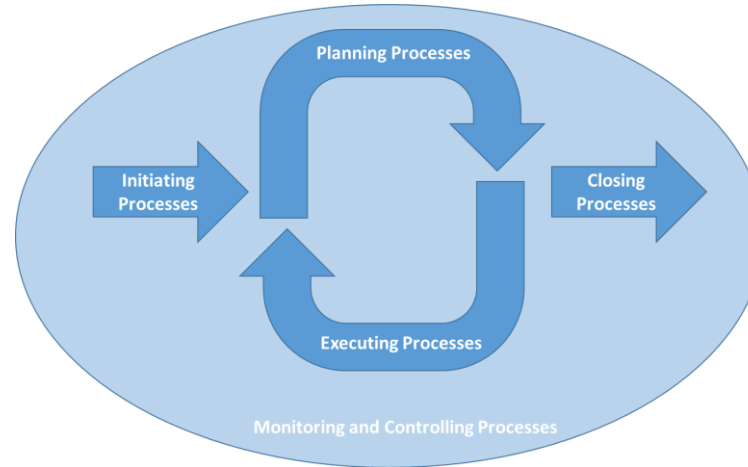 Planning Processes
Initiating
Processes
Closing
Processes
Executing Processes
Monitoring and Controlling Processes